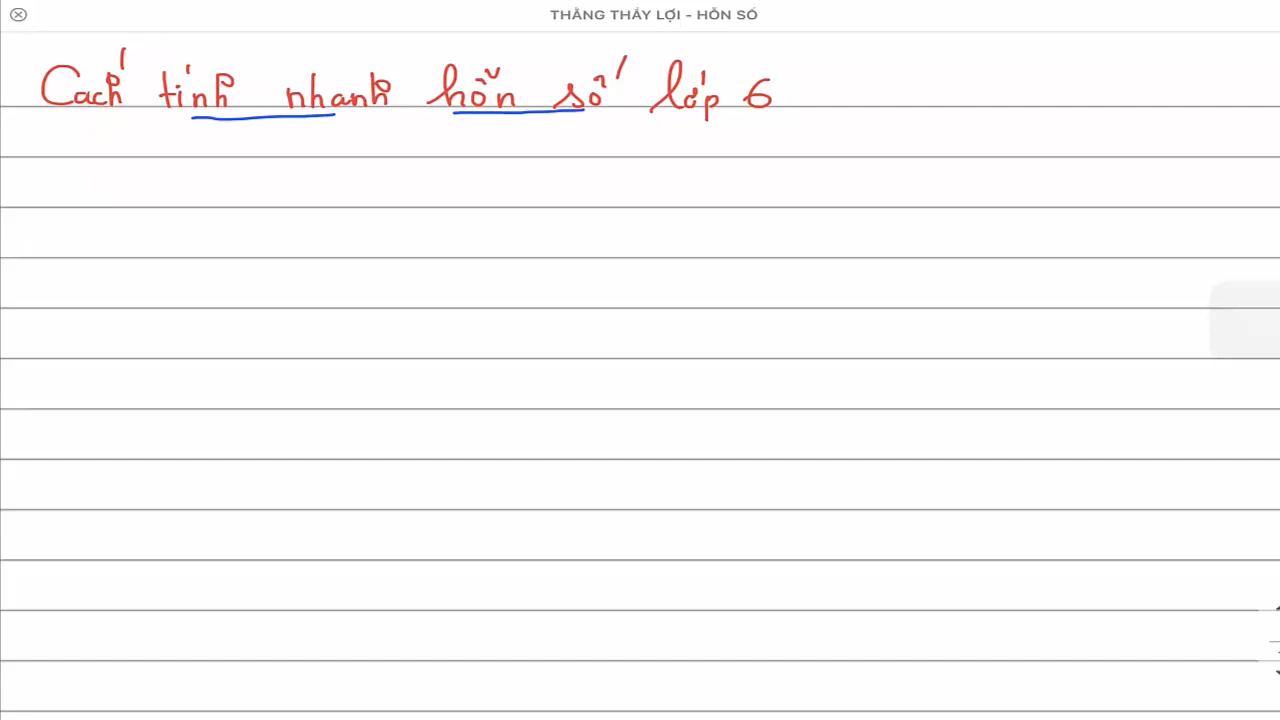 THẰNG THẦY LỢI - HỖN SỐ
Cách tính nhanh hỗn số lớp 6